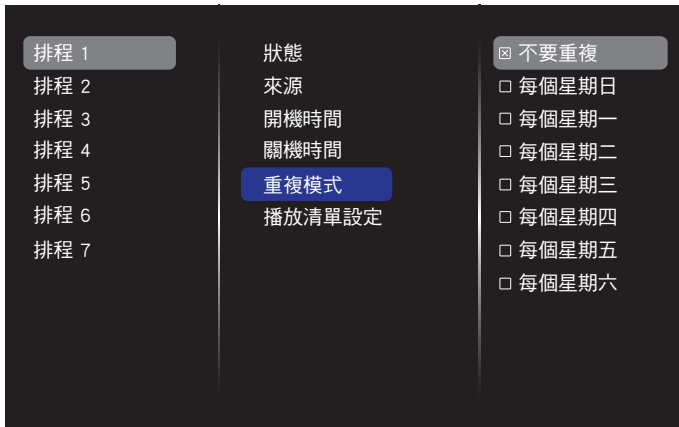 排程 1
排程 2
排程 3
排程 4
排程 5
排程 6
排程 7
狀態
來源
開機時間
關機時間
重複模式
播放清單設定
不要重複
每個星期日
每個星期一
每個星期二
每個星期三
每個星期四
每個星期五
每個星期六